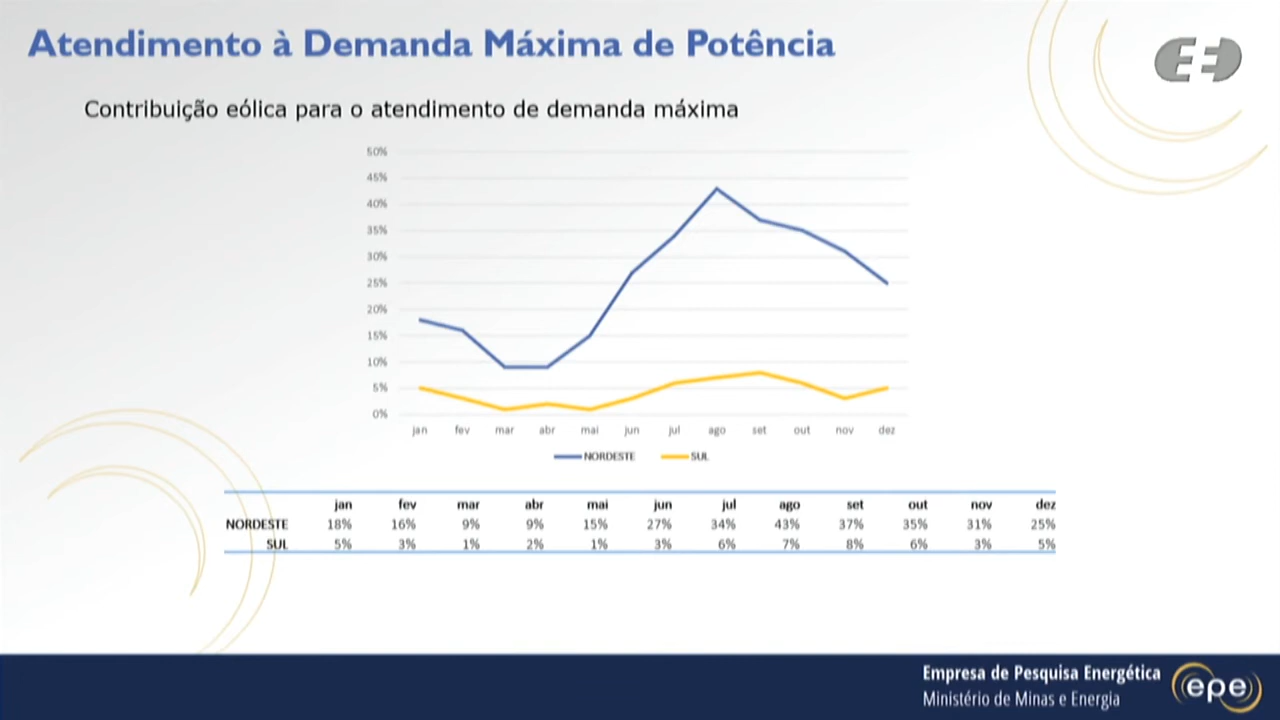 Atendimento à Demanda Máxima de Potência
Contribuição eólica para o atendimento de demanda máxima
50%
45%
40%
35%
30%
25%
20%
15%
10%
5%
0%
jan fev mar abr mai jun jul ago set out nov dez
NORDESTE SUL
jan fev mar abr mai jun jul ago set out nov dez
NORDESTE 18% 16% 9% 9% 15% 27% 34% 43% 37% 35% 31% 25%
SUL 5% 3% 1% 2% 1% 3% 6% 7% 8% 6% 3% 5%
Empresa de Pesquisa Energética
Ministério de Minas e Energia
epe